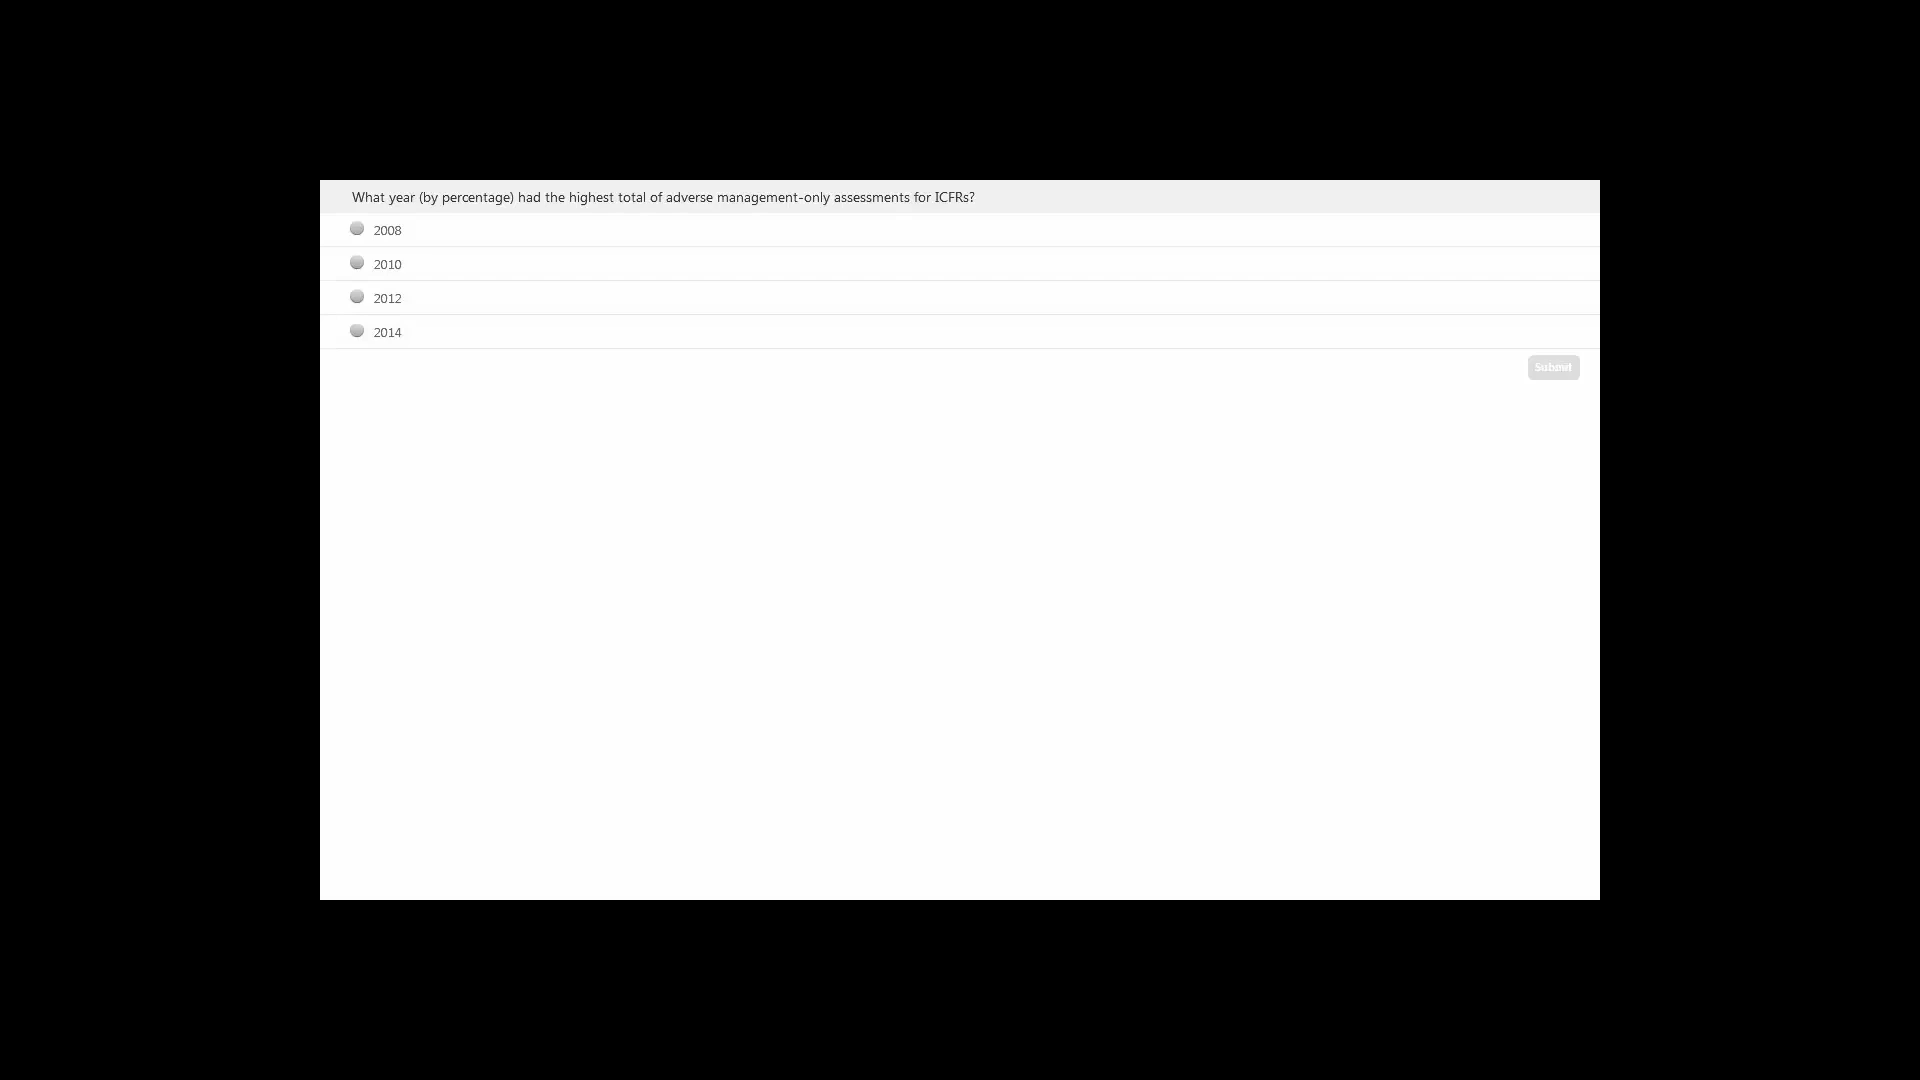 What year (by percentage) had the highest total of adverse management-only assessments for ICFRs?
2008
2010
2012
2014
Submit